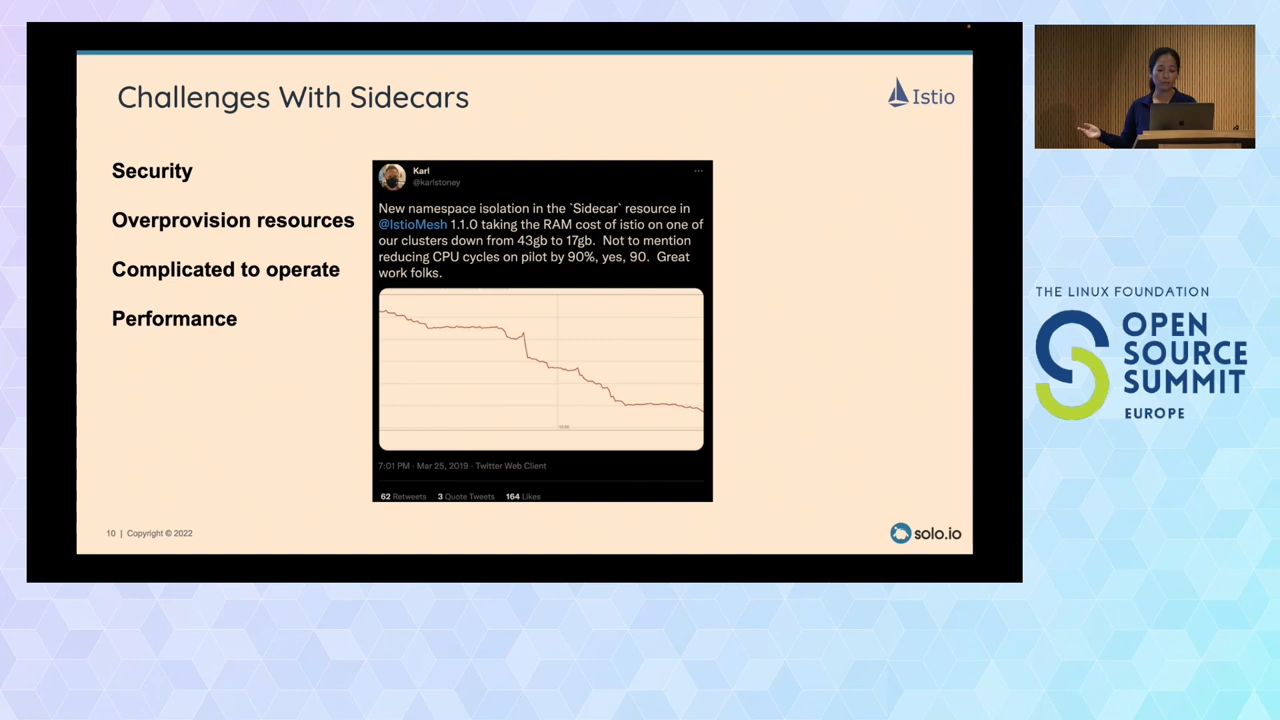 Challenges With Sidecars
Istio
Security
Overprovision resources
Complicated to operate
Performance
Karl
@karlstoney
New namespace isolation in the `Sidecar` resource in
@IstioMesh 1.1.0 taking the RAM cost of istio on one of
our clusters down from 43gb to 17gb. Not to mention
reducing CPU cycles on pilot by 90%, yes, 90. Great
work folks.
7:01 PM · Mar 25, 2019 · Twitter Web Client
62 Retweets 3 Quote Tweets 164 Likes
10 | Copyright © 2022
solo.io
THE LINUX FOUNDATION
OPEN
SOURCE
SUMMIT
EUROPE